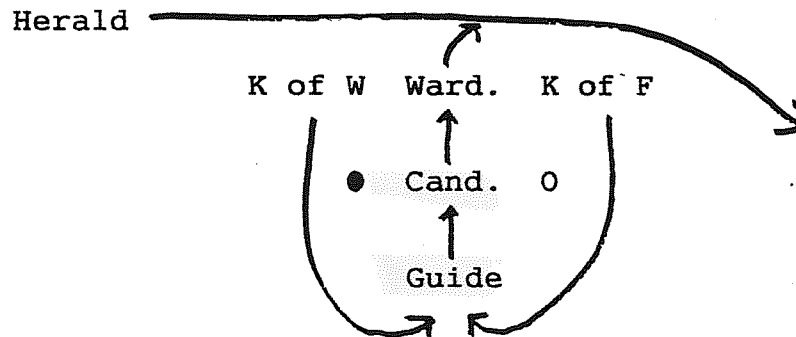 Herald
K of W Ward. K of F
Cand. O
Guide